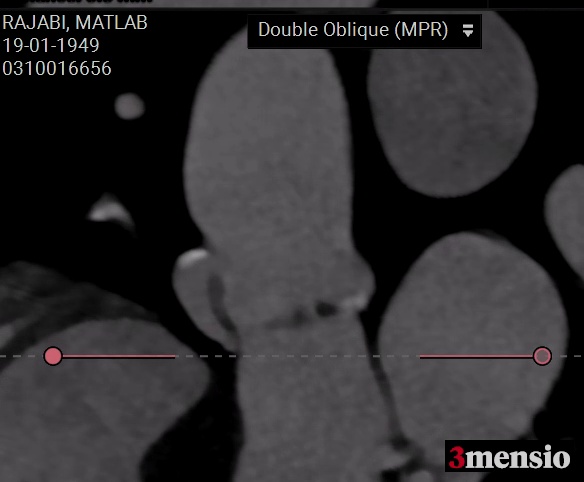 RAJABI, MATLAB
19-01-1949
0310016656
Double Oblique (MPR)
3mensio